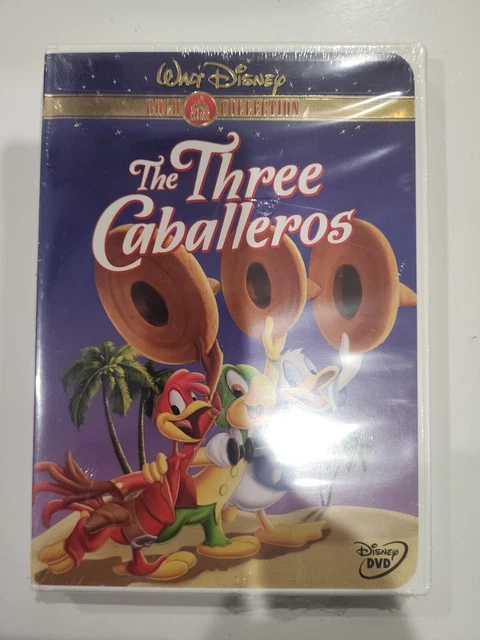 Walt Disney
GOLD COLLECTION
The Three
Caballeros
Disney
DVD